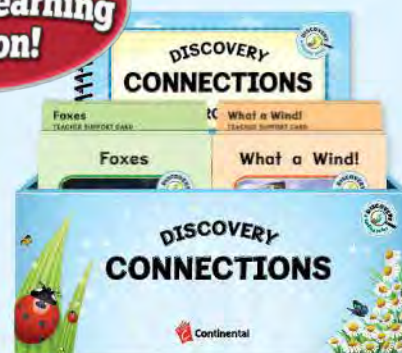 earning
on!
DISCOVERY
CONNECTIONS
Foxes
TEACHER SUPPORT CARD
What a Wind!
TEACHER SUPPORT CARD
Foxes
What a Wind!
DISCOVERY
CONNECTIONS
Continental